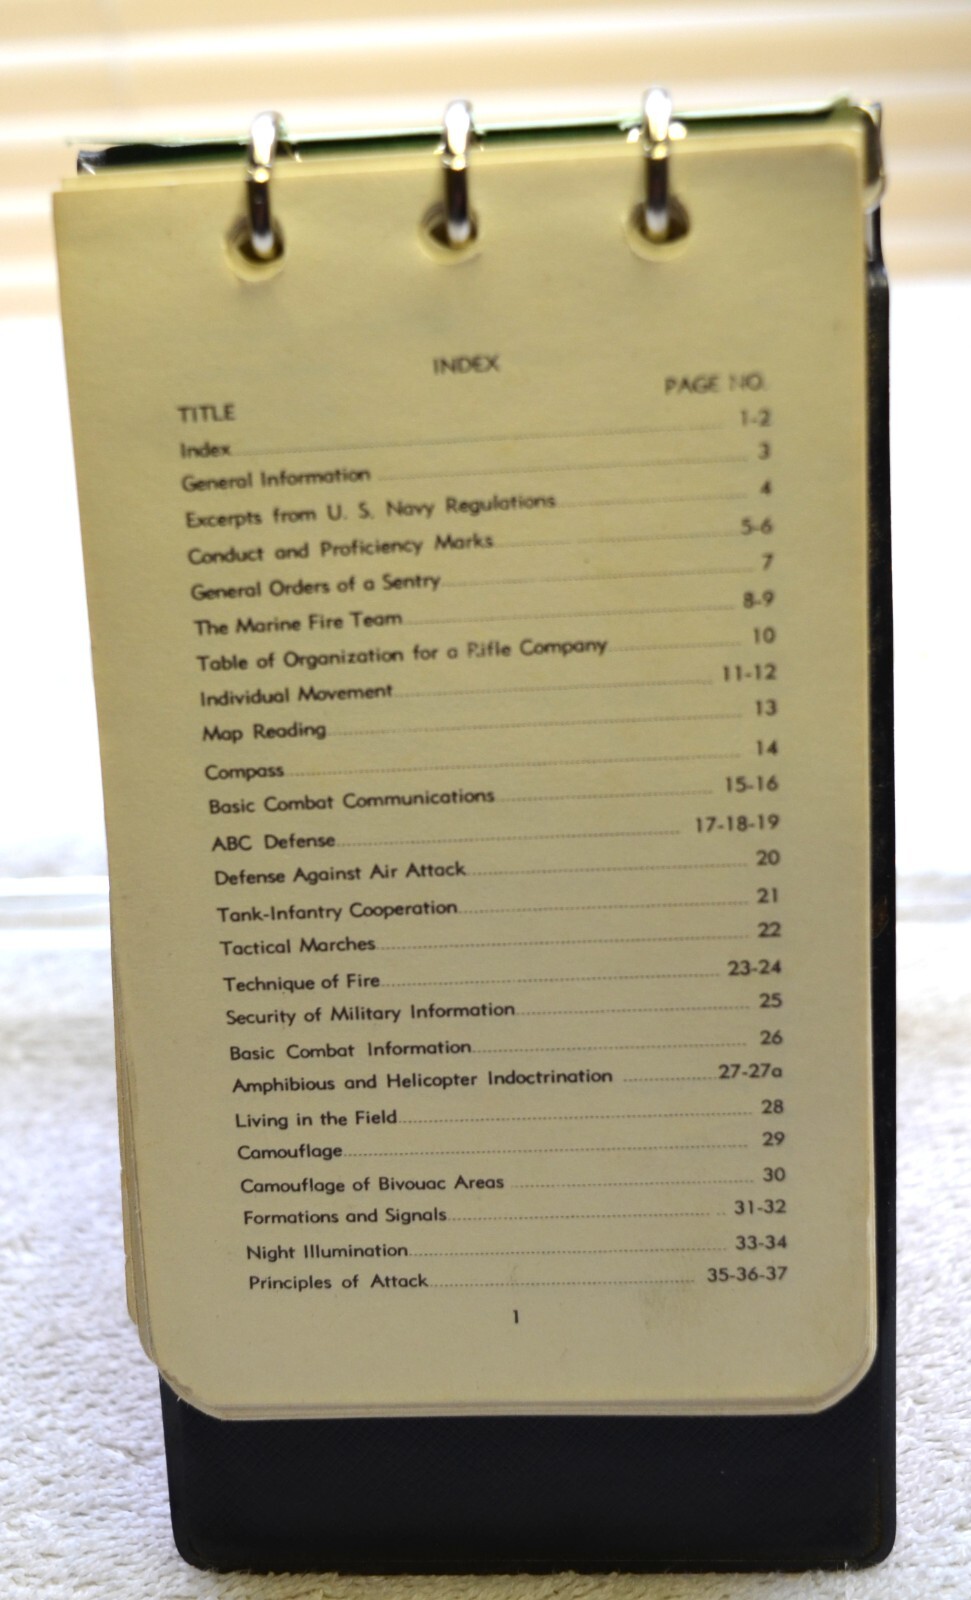 INDEX
TITLE PAGE NO.
Index 1-2
General Information 3
Excerpts from U. S. Navy Regulations 4
Conduct and Proficiency Marks 5-6
General Orders of a Sentry 7
The Marine Fire Team 8-9
Table of Organization for a Rifle Company 10
Individual Movement 11-12
Map Reading 13
Compass 14
Basic Combat Communications 15-16
ABC Defense 17-18-19
Defense Against Air Attack 20
Tank-Infantry Cooperation 21
Tactical Marches 22
Technique of Fire 23-24
Security of Military Information 25
Basic Combat Information 26
Amphibious and Helicopter Indoctrination 27-27a
Living in the Field 28
Camouflage 29
Camouflage of Bivouac Areas 30
Formations and Signals 31-32
Night Illumination 33-34
Principles of Attack 35-36-37
1